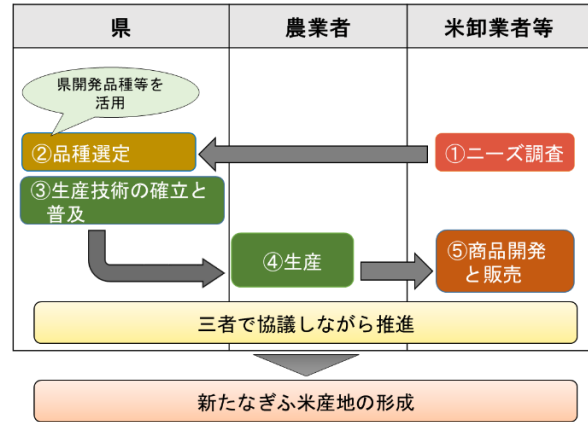 県
農業者
米卸業者等
県開発品種等を
活用
②品種選定
①ニーズ調査
③生産技術の確立と
普及
④生産
⑤商品開発
と販売
三者で協議しながら推進
新たなぎふ米産地の形成